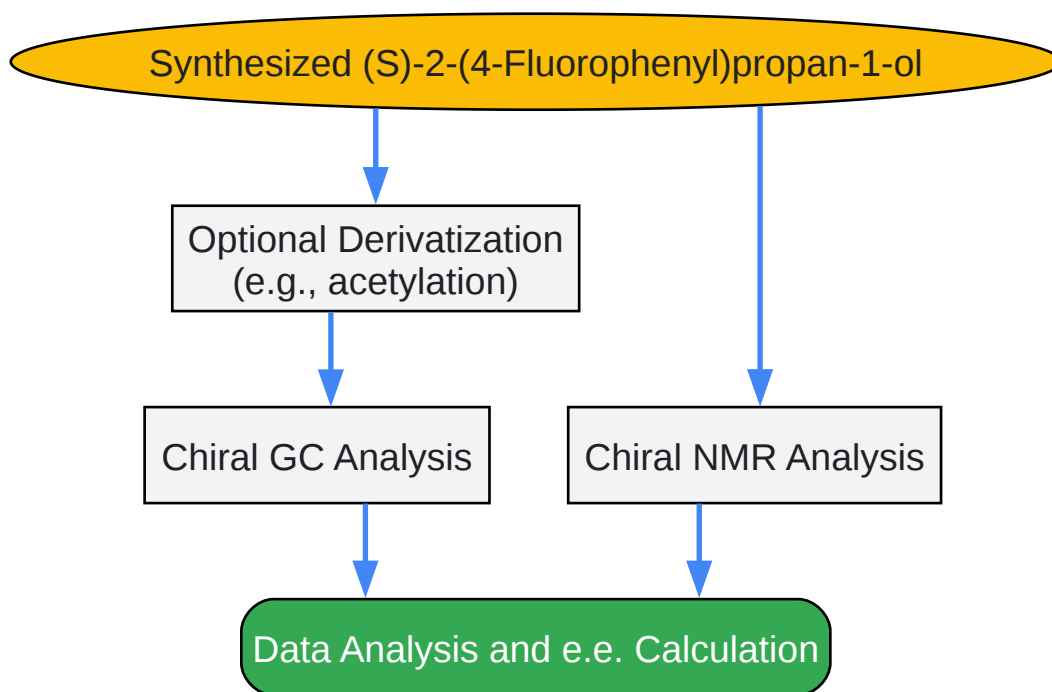 Synthesized (S)-2-(4-Fluorophenyl)propan-1-ol
Optional Derivatization
(e.g., acetylation)
Chiral GC Analysis
Chiral NMR Analysis
Data Analysis and e.e. Calculation